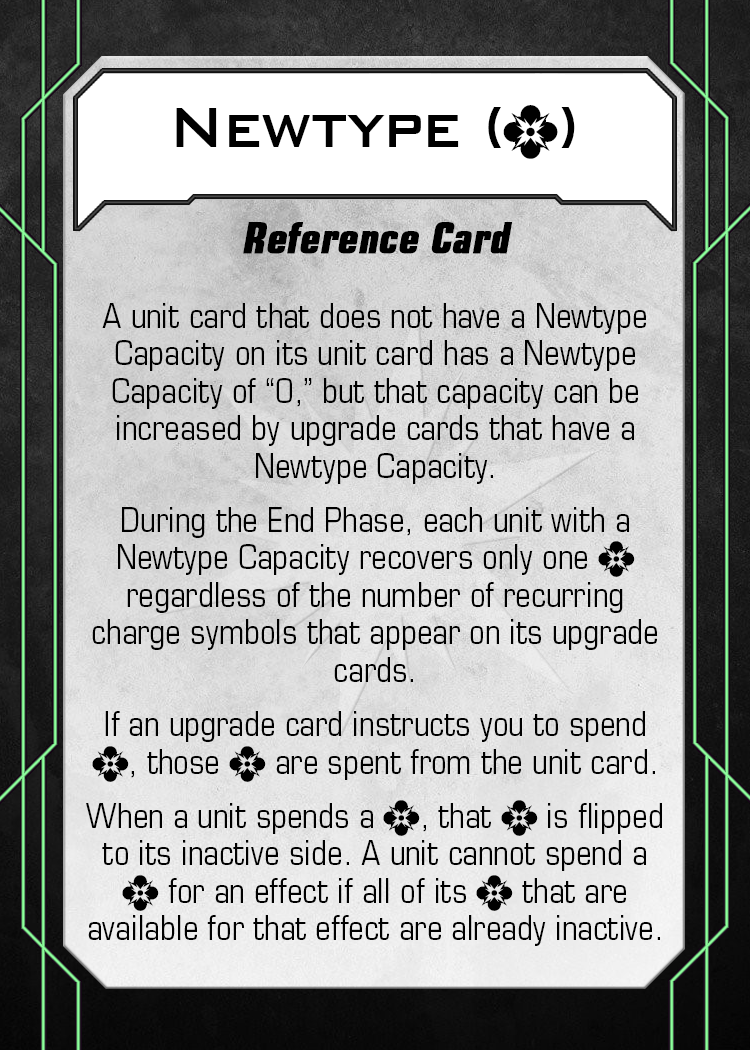 NEWTYPE ( )
Reference Card
A unit card that does not have a Newtype
Capacity on its unit card has a Newtype
Capacity of “0,” but that capacity can be
increased by upgrade cards that have a
Newtype Capacity.
During the End Phase, each unit with a
Newtype Capacity recovers only one
regardless of the number of recurring
charge symbols that appear on its upgrade
cards.
If an upgrade card instructs you to spend
, those are spent from the unit card.
When a unit spends a , that is flipped
to its inactive side. A unit cannot spend a
for an effect if all of its that are
available for that effect are already inactive.